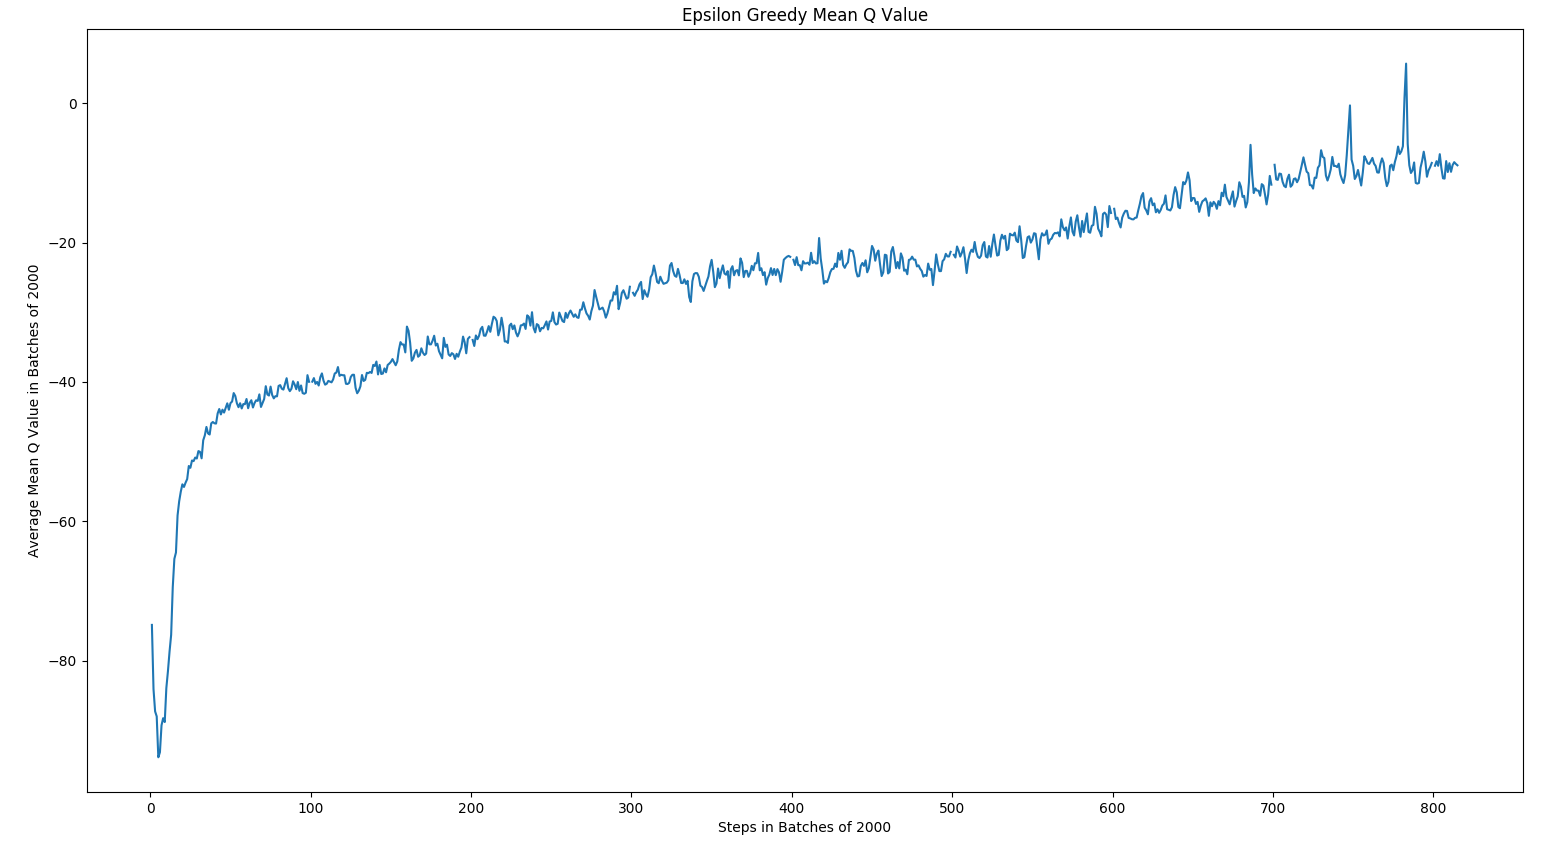 Epsilon Greedy Mean Q Value
Average Mean Q Value in Batches of 2000
0
−20
−40
−60
−80
0 100 200 300 400 500 600 700 800
Steps in Batches of 2000